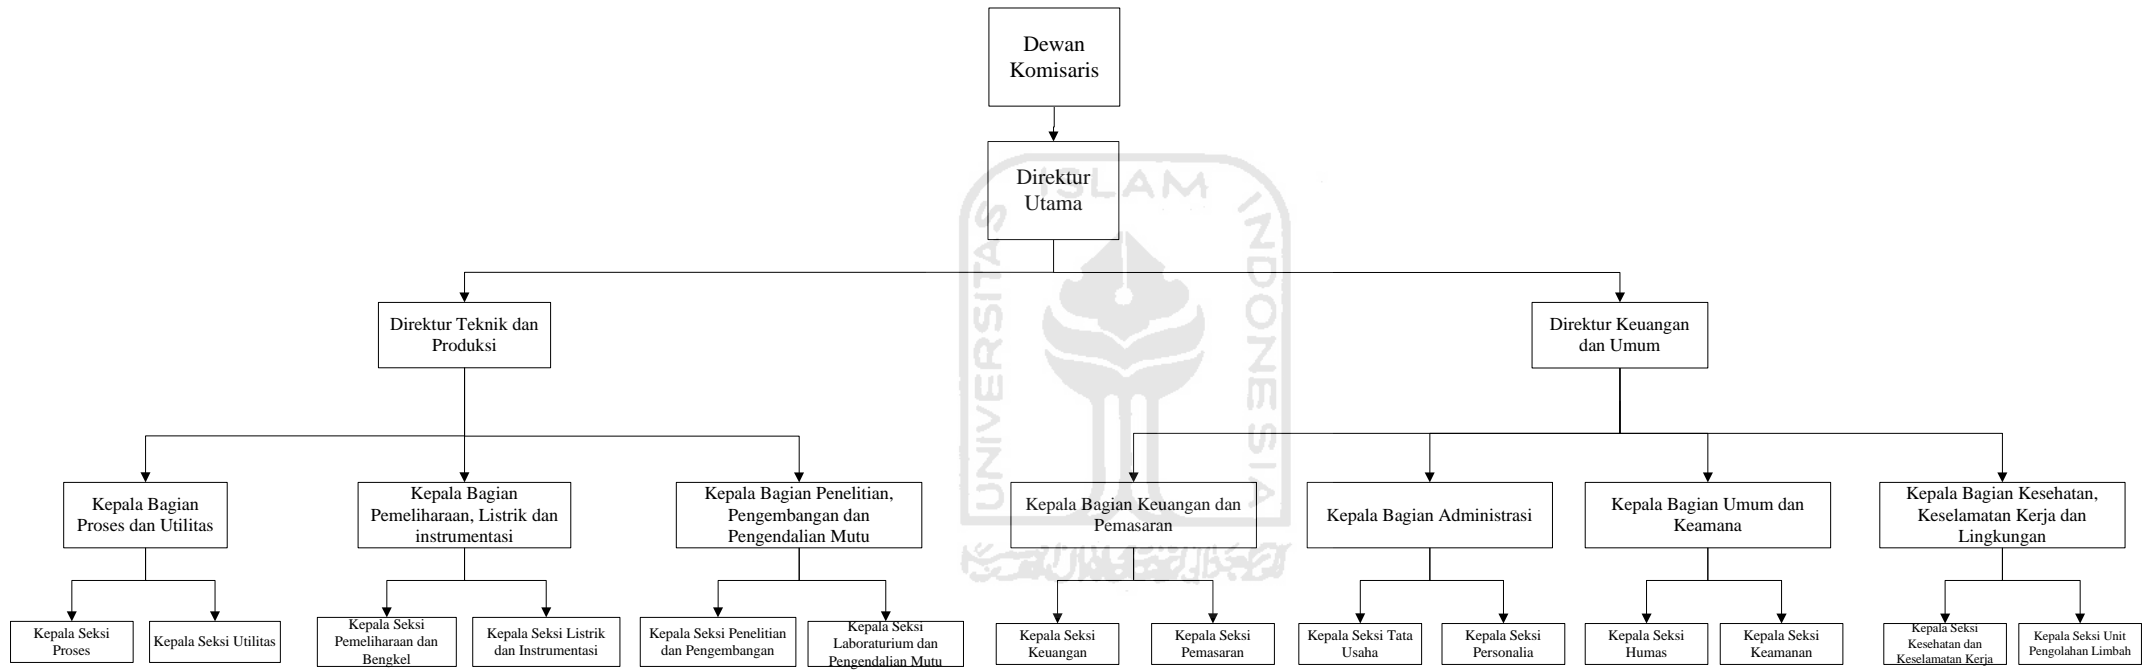 Dewan
Komisaris
Direktur
Utama
UNIVERSITAS
ISLAM
INDONESIA
Direktur Teknik dan
Produksi
Direktur Keuangan
dan Umum
Kepala Bagian
Proses dan Utilitas
Kepala Bagian
Pemeliharaan, Listrik dan
instrumentasi
Kepala Bagian Penelitian,
Pengembangan dan
Pengendalian Mutu
Kepala Bagian Keuangan dan
Pemasaran
Kepala Bagian Administrasi
Kepala Bagian Umum dan
Keamana
Kepala Bagian Kesehatan,
Keselamatan Kerja dan
Lingkungan
Kepala Seksi
Proses
Kepala Seksi Utilitas
Kepala Seksi
Pemeliharaan dan
Bengkel
Kepala Seksi Listrik
dan Instrumentasi
Kepala Seksi Penelitian
dan Pengembangan
Kepala Seksi
Laboraturium dan
Pengendalian Mutu
Kepala Seksi
Keuangan
Kepala Seksi
Pemasaran
Kepala Seksi Tata
Usaha
Kepala Seksi
Personalia
Kepala Seksi
Humas
Kepala Seksi
Keamanan
Kepala Seksi
Kesehatan dan
Keselamatan Kerja
Kepala Seksi Unit
Pengolahan Limbah